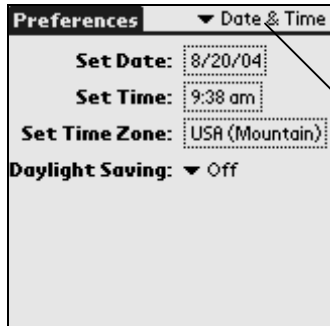 Preferences ▼ Date & Time
Set Date: 8/20/04
Set Time: 9:38 am
Set Time Zone: USA (Mountain)
Daylight Saving: ▼ Off